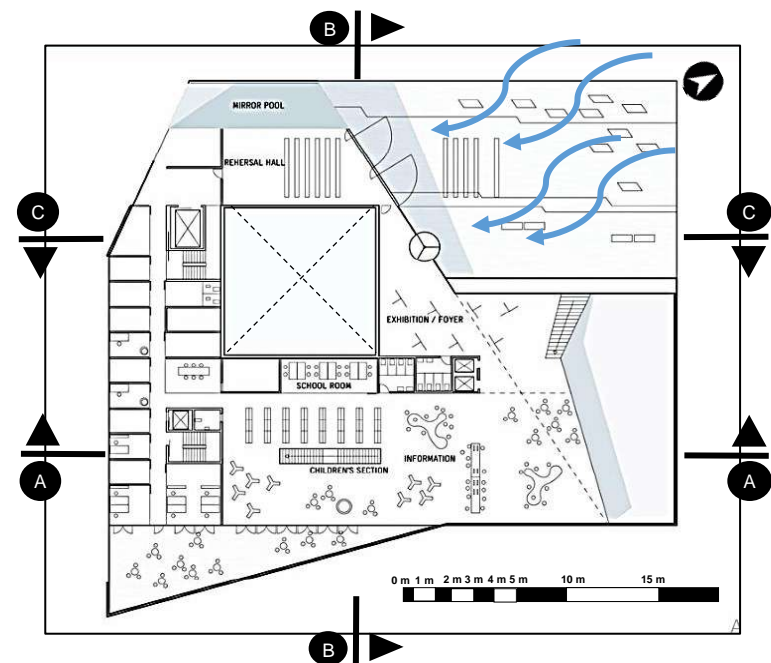 B
MIRROR POOL
REHERSAL HALL
C
C
EXHIBITION / FOYER
SCHOOL ROOM
INFORMATION
CHILDREN'S SECTION
A
A
0 m 1 m 2 m 3 m 4 m 5 m 10 m 15 m
A
B